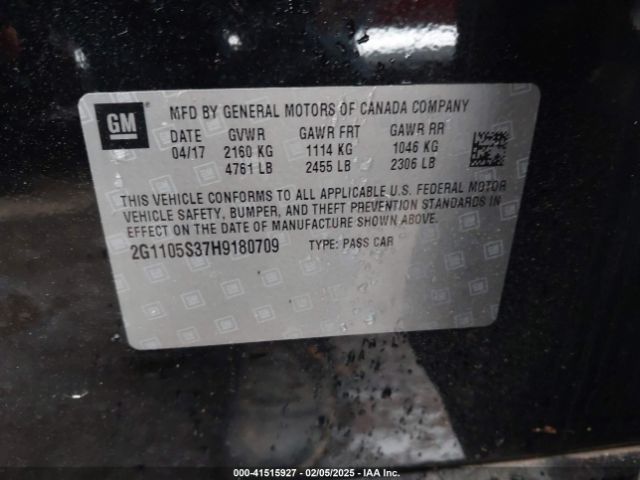 GM
MFD BY GENERAL MOTORS OF CANADA COMPANY
DATE GVWR GAWR FRT GAWR RR
04/17 2160 KG 1114 KG 1046 KG
4761 LB 2455 LB 2306 LB
THIS VEHICLE CONFORMS TO ALL APPLICABLE U.S. FEDERAL MOTOR
VEHICLE SAFETY, BUMPER, AND THEFT PREVENTION STANDARDS IN
EFFECT ON THE DATE OF MANUFACTURE SHOWN ABOVE.
2G1105S37H9180709 TYPE: PASS CAR
000-41515927 - 02/05/2025 - IAA Inc.